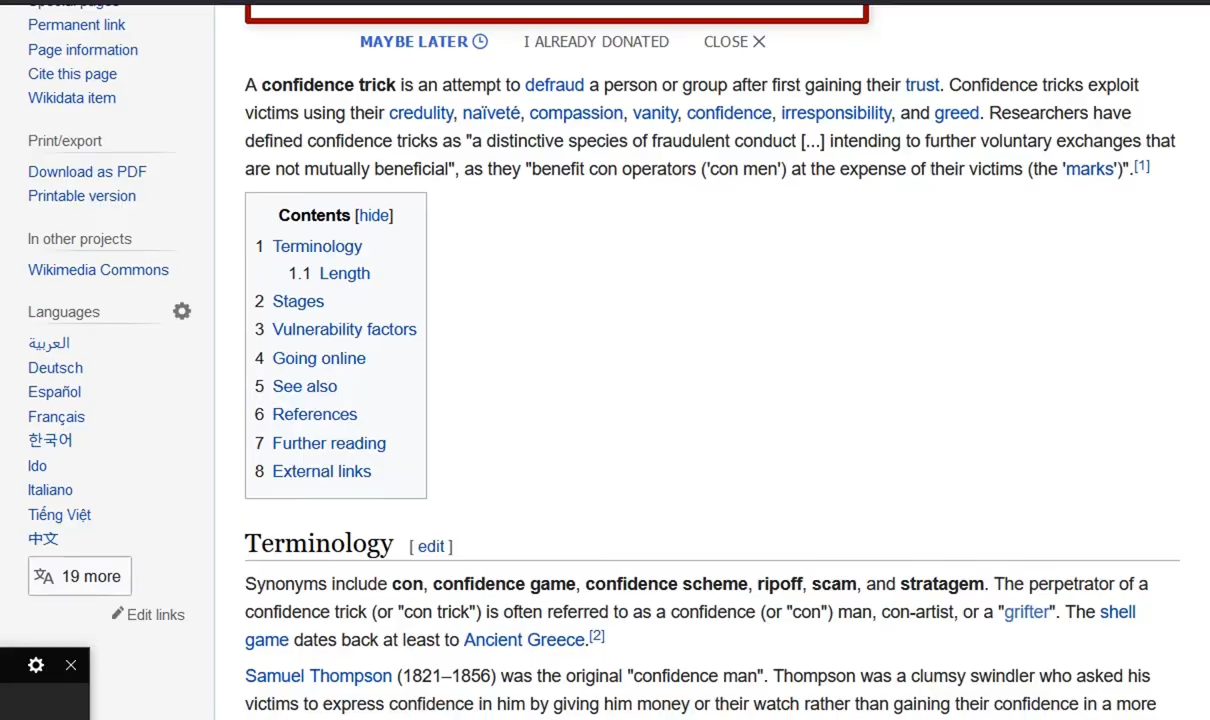 Special pages
Permanent link
Page information
Cite this page
Wikidata item
Print/export
Download as PDF
Printable version
In other projects
Wikimedia Commons
Languages
العربية
Deutsch
Español
Français
한국어
Ido
Italiano
Tiếng Việt
中文
19 more
Edit links
MAYBE LATER I ALREADY DONATED CLOSE
A confidence trick is an attempt to defraud a person or group after first gaining their trust. Confidence tricks exploit
victims using their credulity, naïveté, compassion, vanity, confidence, irresponsibility, and greed. Researchers have
defined confidence tricks as "a distinctive species of fraudulent conduct [...] intending to further voluntary exchanges that
are not mutually beneficial", as they "benefit con operators ('con men') at the expense of their victims (the 'marks')".[1]
Contents [hide]
1 Terminology
1.1 Length
2 Stages
3 Vulnerability factors
4 Going online
5 See also
6 References
7 Further reading
8 External links
Terminology [ edit ]
Synonyms include con, confidence game, confidence scheme, ripoff, scam, and stratagem. The perpetrator of a
confidence trick (or "con trick") is often referred to as a confidence (or "con") man, con-artist, or a "grifter". The shell
game dates back at least to Ancient Greece.[2]
Samuel Thompson (1821–1856) was the original "confidence man". Thompson was a clumsy swindler who asked his
victims to express confidence in him by giving him money or their watch rather than gaining their confidence in a more